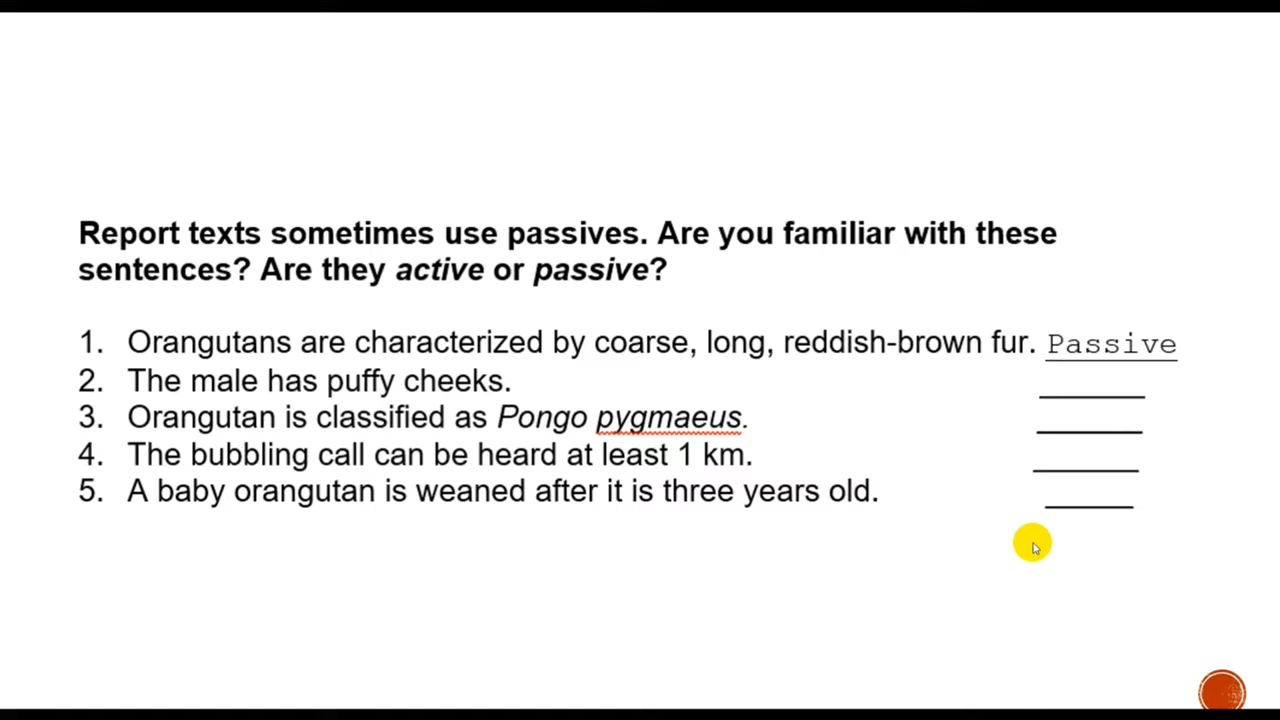 Report texts sometimes use passives. Are you familiar with these
sentences? Are they active or passive?
1. Orangutans are characterized by coarse, long, reddish-brown fur. Passive
2. The male has puffy cheeks.
3. Orangutan is classified as Pongo pygmaeus.
4. The bubbling call can be heard at least 1 km.
5. A baby orangutan is weaned after it is three years old.